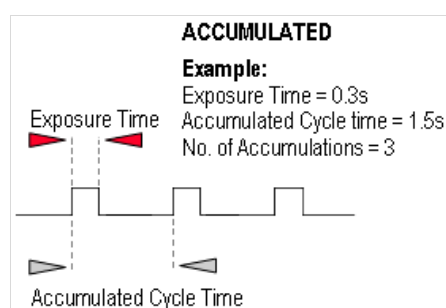 ACCUMULATED
Example:
Exposure Time = 0.3s
Accumulated Cycle time = 1.5s
No. of Accumulations = 3
Exposure Time
Accumulated Cycle Time